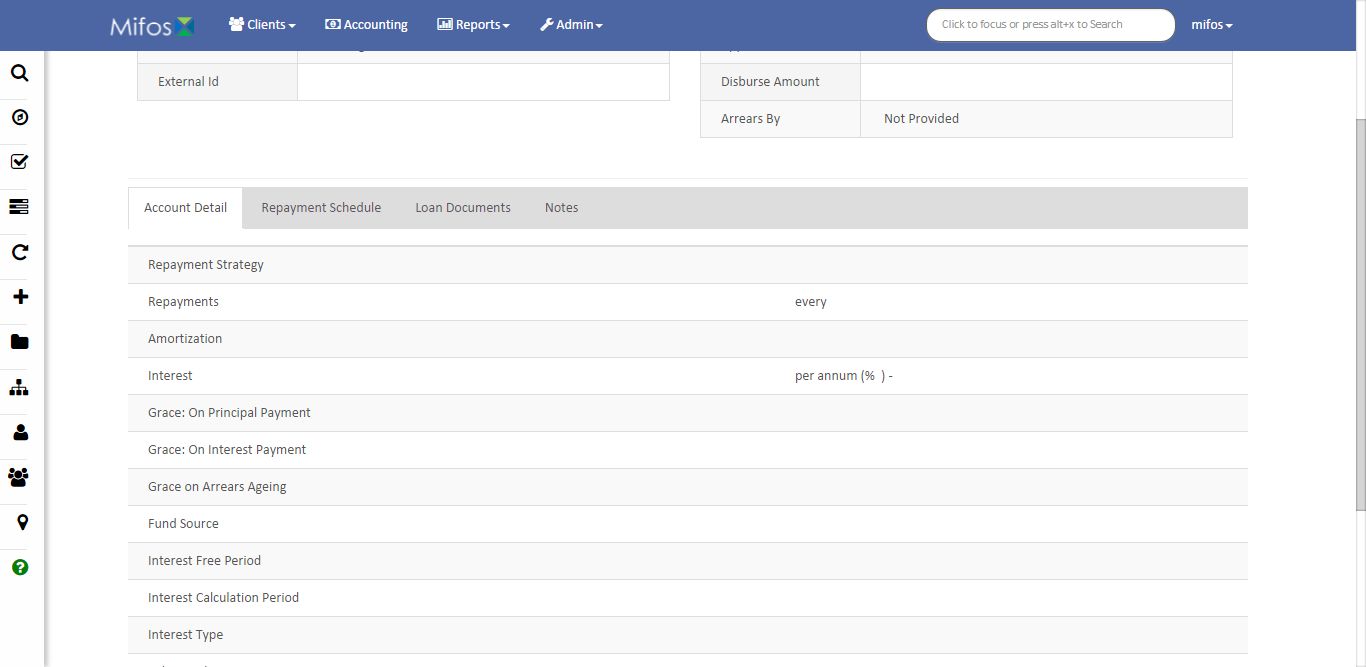 Mifos
Clients
Accounting
Reports
Admin
Click to focus or press alt+x to Search
mifos
External Id
Disburse Amount
Arrears By Not Provided
Account Detail Repayment Schedule Loan Documents Notes
Repayment Strategy
Repayments every
Amortization
Interest per annum (% ) -
Grace: On Principal Payment
Grace: On Interest Payment
Grace on Arrears Ageing
Fund Source
Interest Free Period
Interest Calculation Period
Interest Type